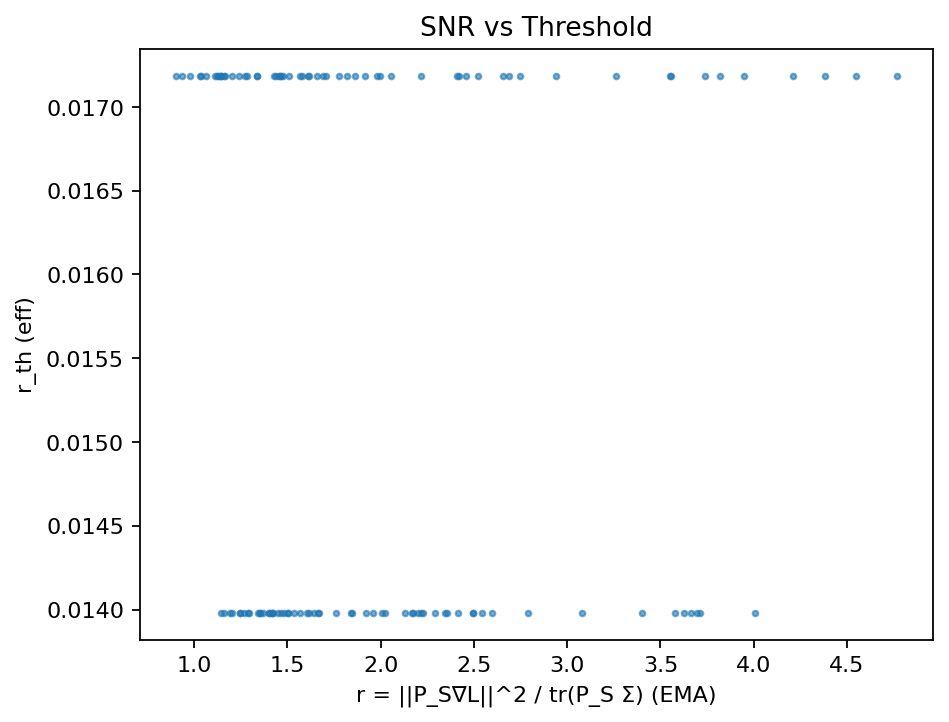 SNR vs Threshold
r_th (eff)
0.0170
0.0165
0.0160
0.0155
0.0150
0.0145
0.0140
1.0 1.5 2.0 2.5 3.0 3.5 4.0 4.5
r = ||P_S∇L||^2 / tr(P_S Σ) (EMA)